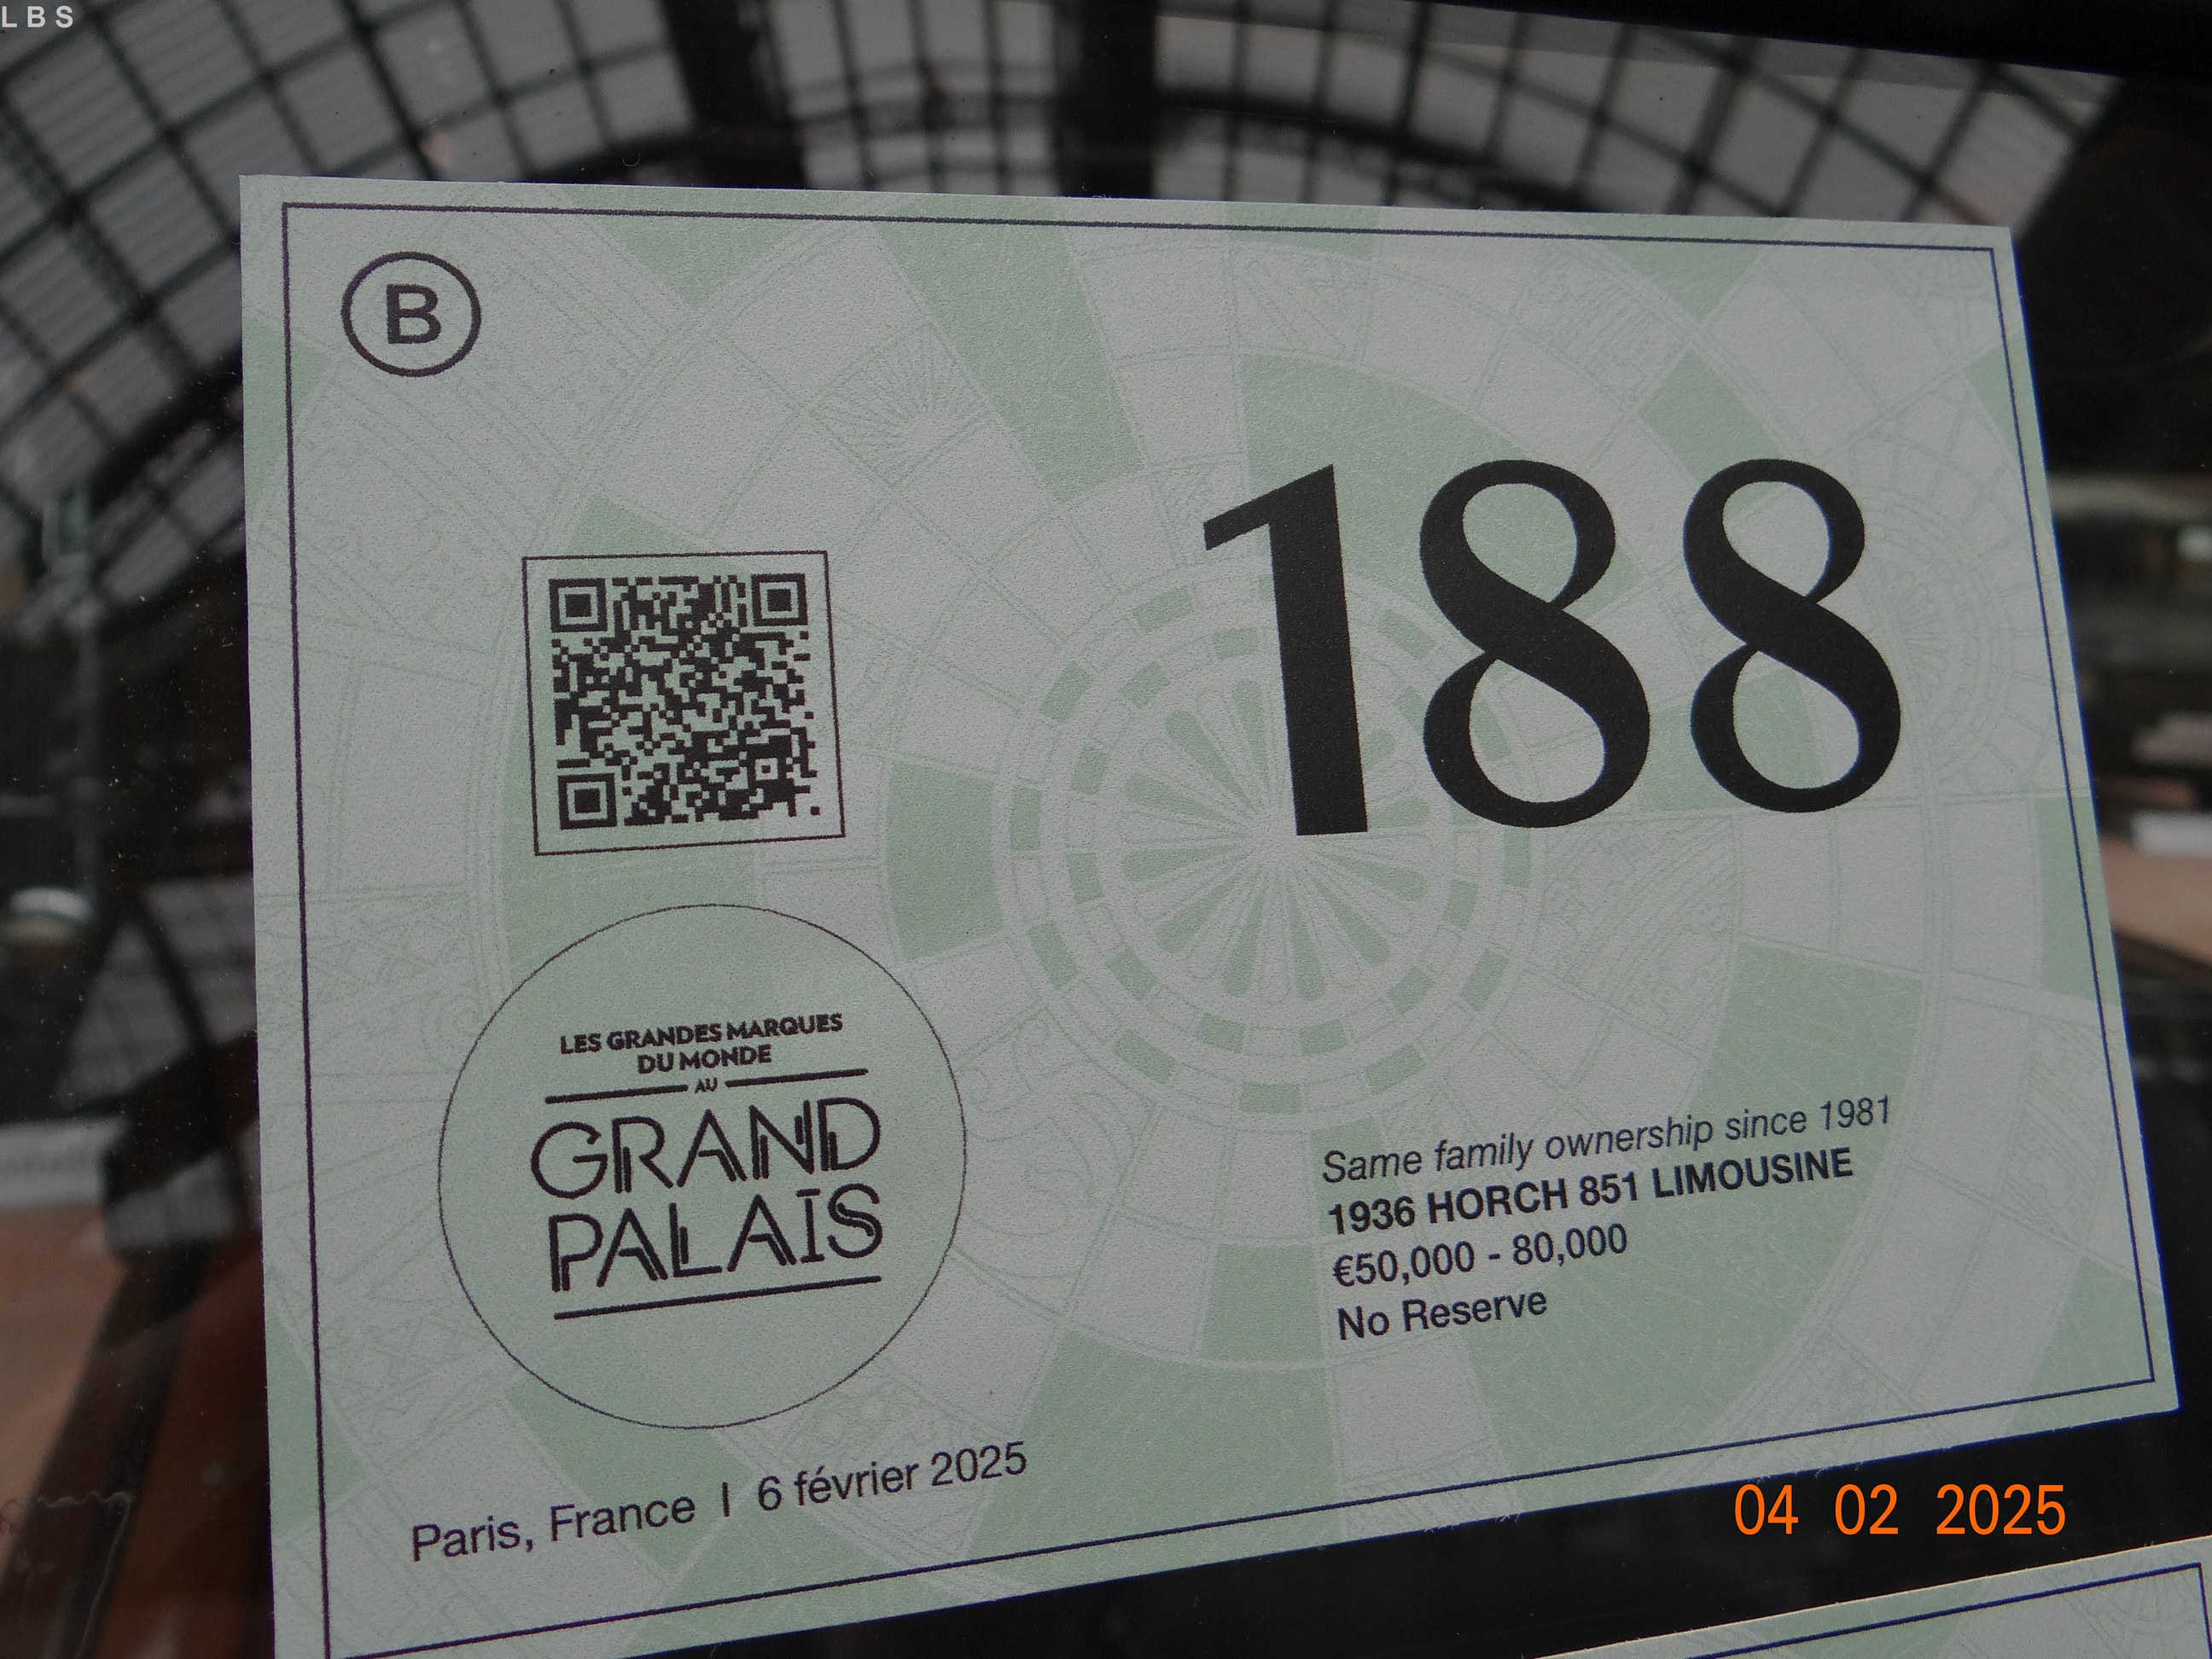 LBS
B
188
LES GRANDES MARQUES
DU MONDE
AU
GRAND
PALAIS
Same family ownership since 1981
1936 HORCH 851 LIMOUSINE
€50,000 - 80,000
No Reserve
Paris, France | 6 février 2025
04 02 2025